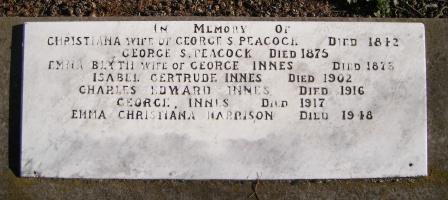 IN MEMORY OF
CHRISTIANA WIFE OF GEORGE S. PEACOCK DIED 1842
GEORGE S. PEACOCK DIED 1875
EMMA BLYTH WIFE OF GEORGE INNES DIED 1878
ISABEL GERTRUDE INNES DIED 1902
CHARLES EDWARD INNES DIED 1916
GEORGE INNES DIED 1917
EMMA CHRISTIANA HARRISON DIED 1948